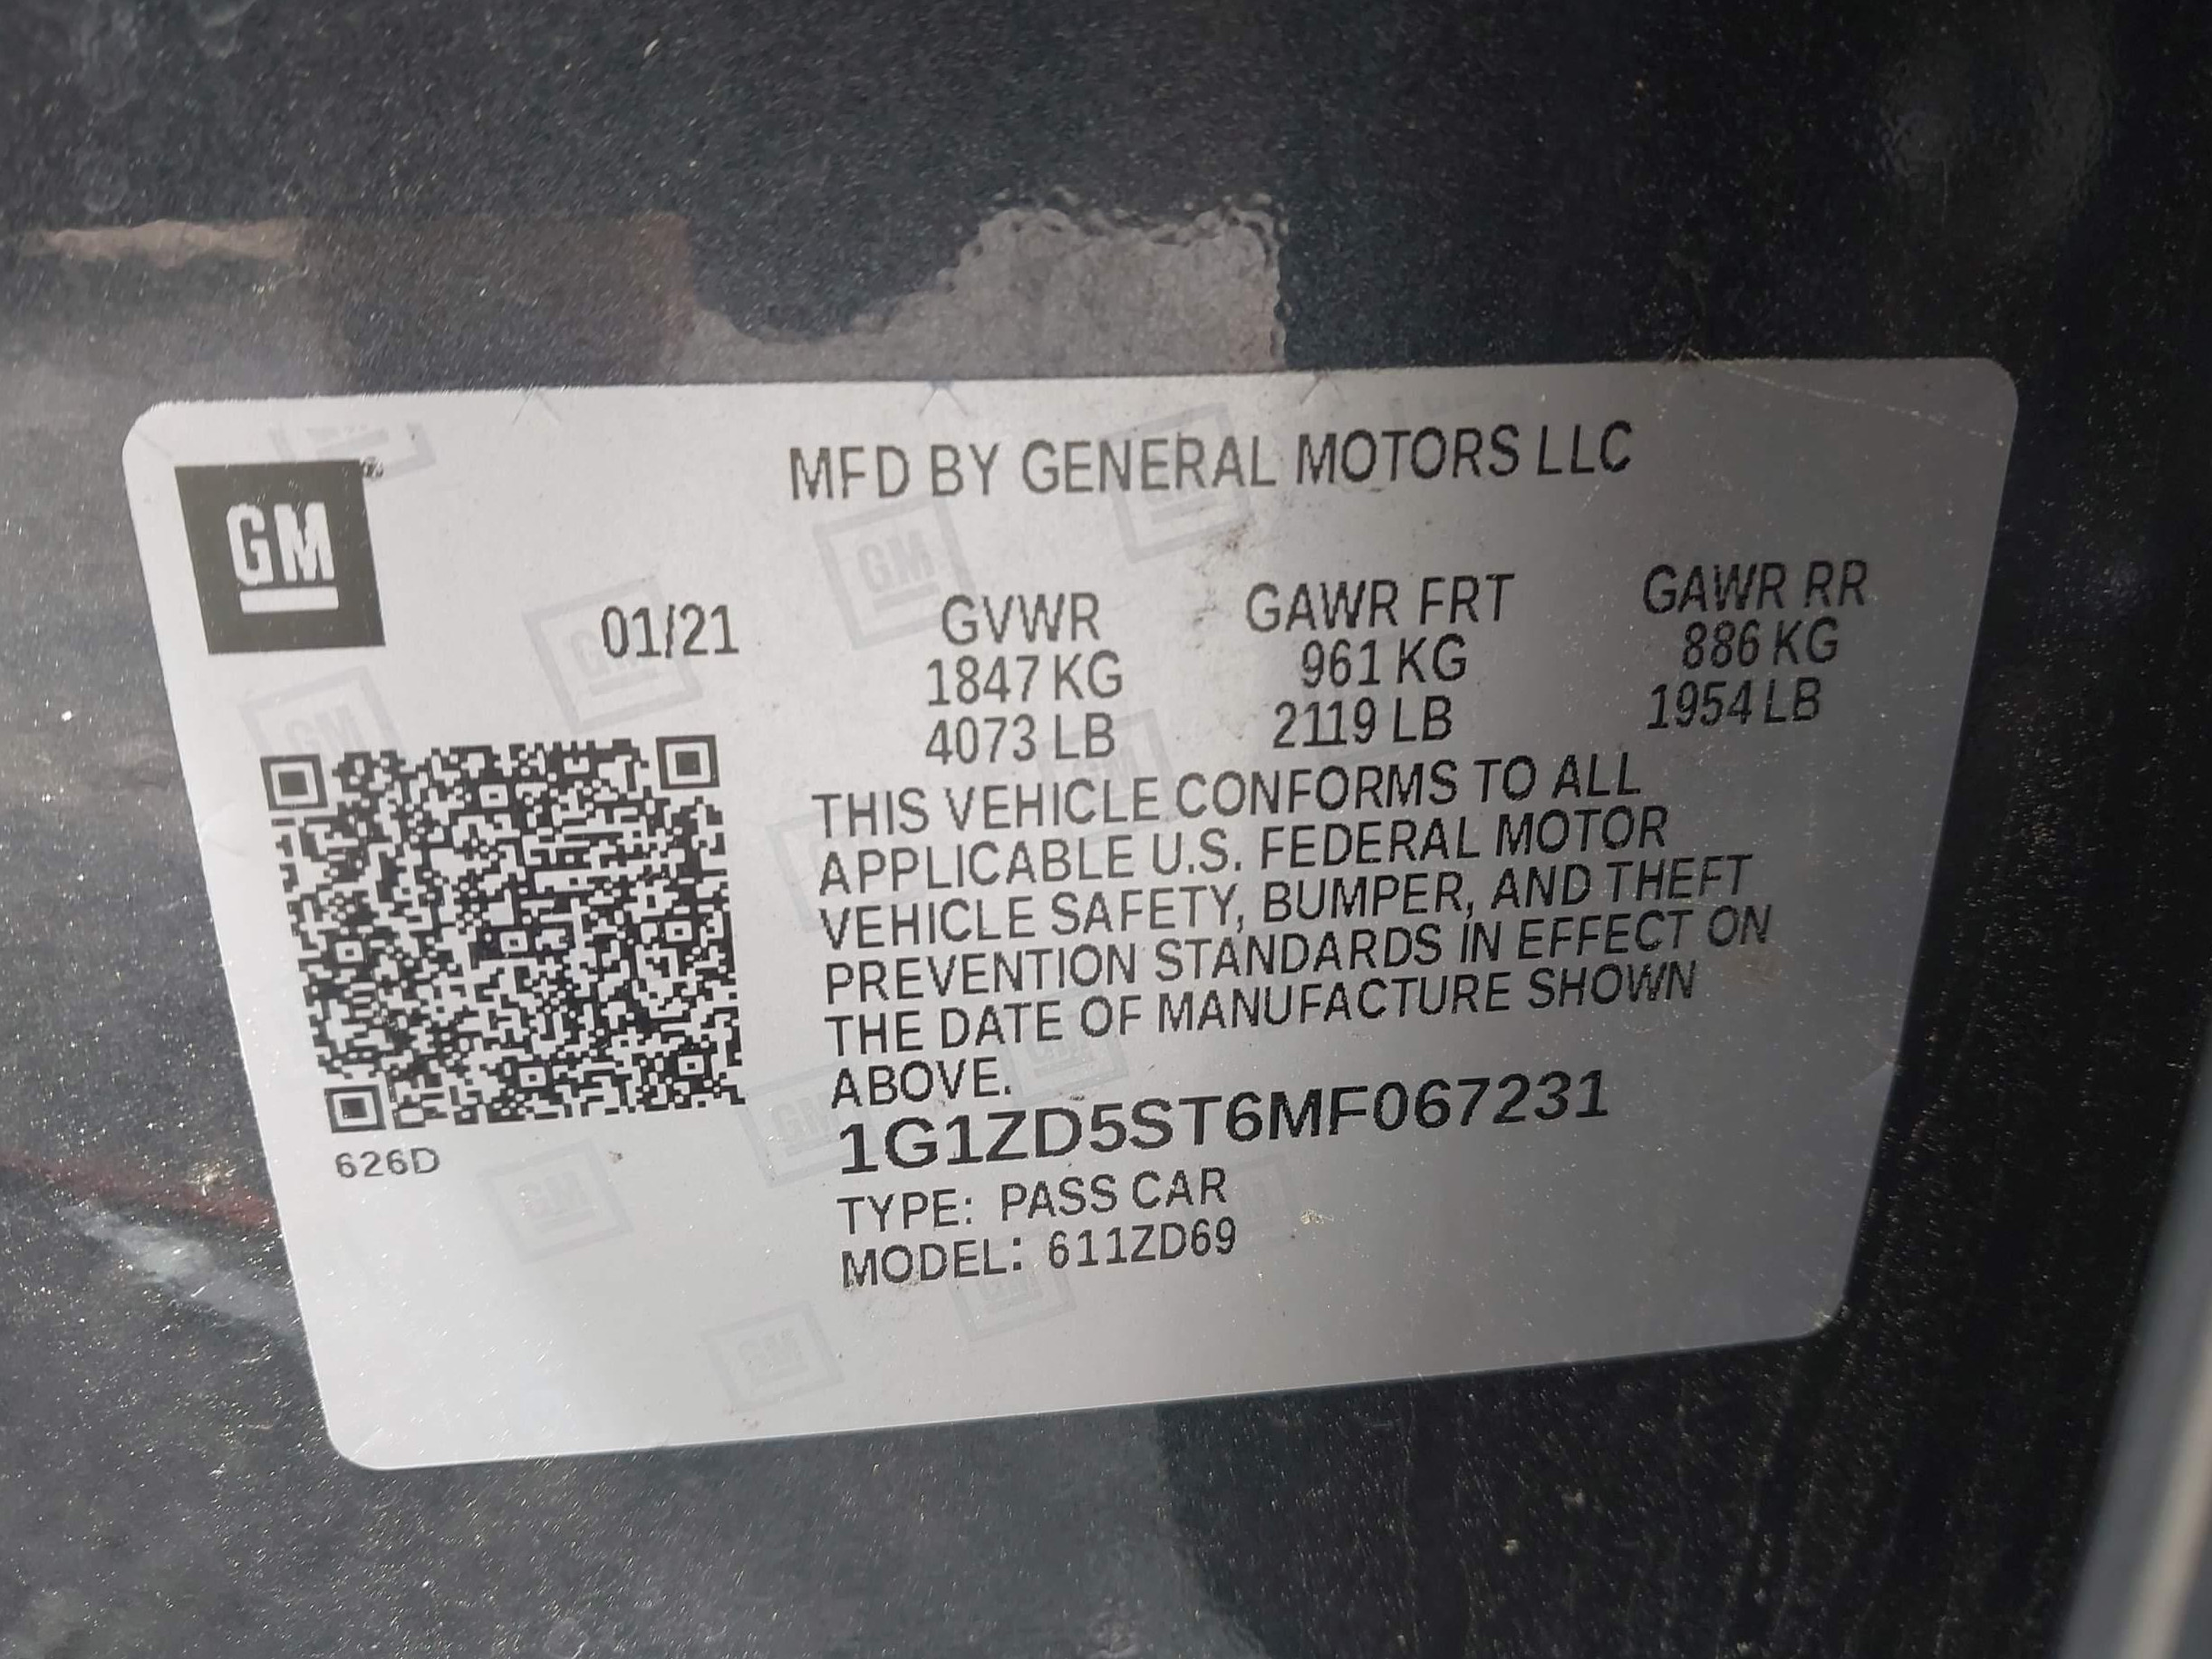 MFD BY GENERAL MOTORS LLC
GM
01/21
GVWR GAWR FRT GAWR RR
1847 KG 961 KG 886 KG
4073 LB 2119 LB 1954 LB
THIS VEHICLE CONFORMS TO ALL
APPLICABLE U.S. FEDERAL MOTOR
VEHICLE SAFETY, BUMPER, AND THEFT
PREVENTION STANDARDS IN EFFECT ON
THE DATE OF MANUFACTURE SHOWN
ABOVE.
1G1ZD5ST6MF067231
626D
TYPE: PASS CAR
MODEL: 611ZD69